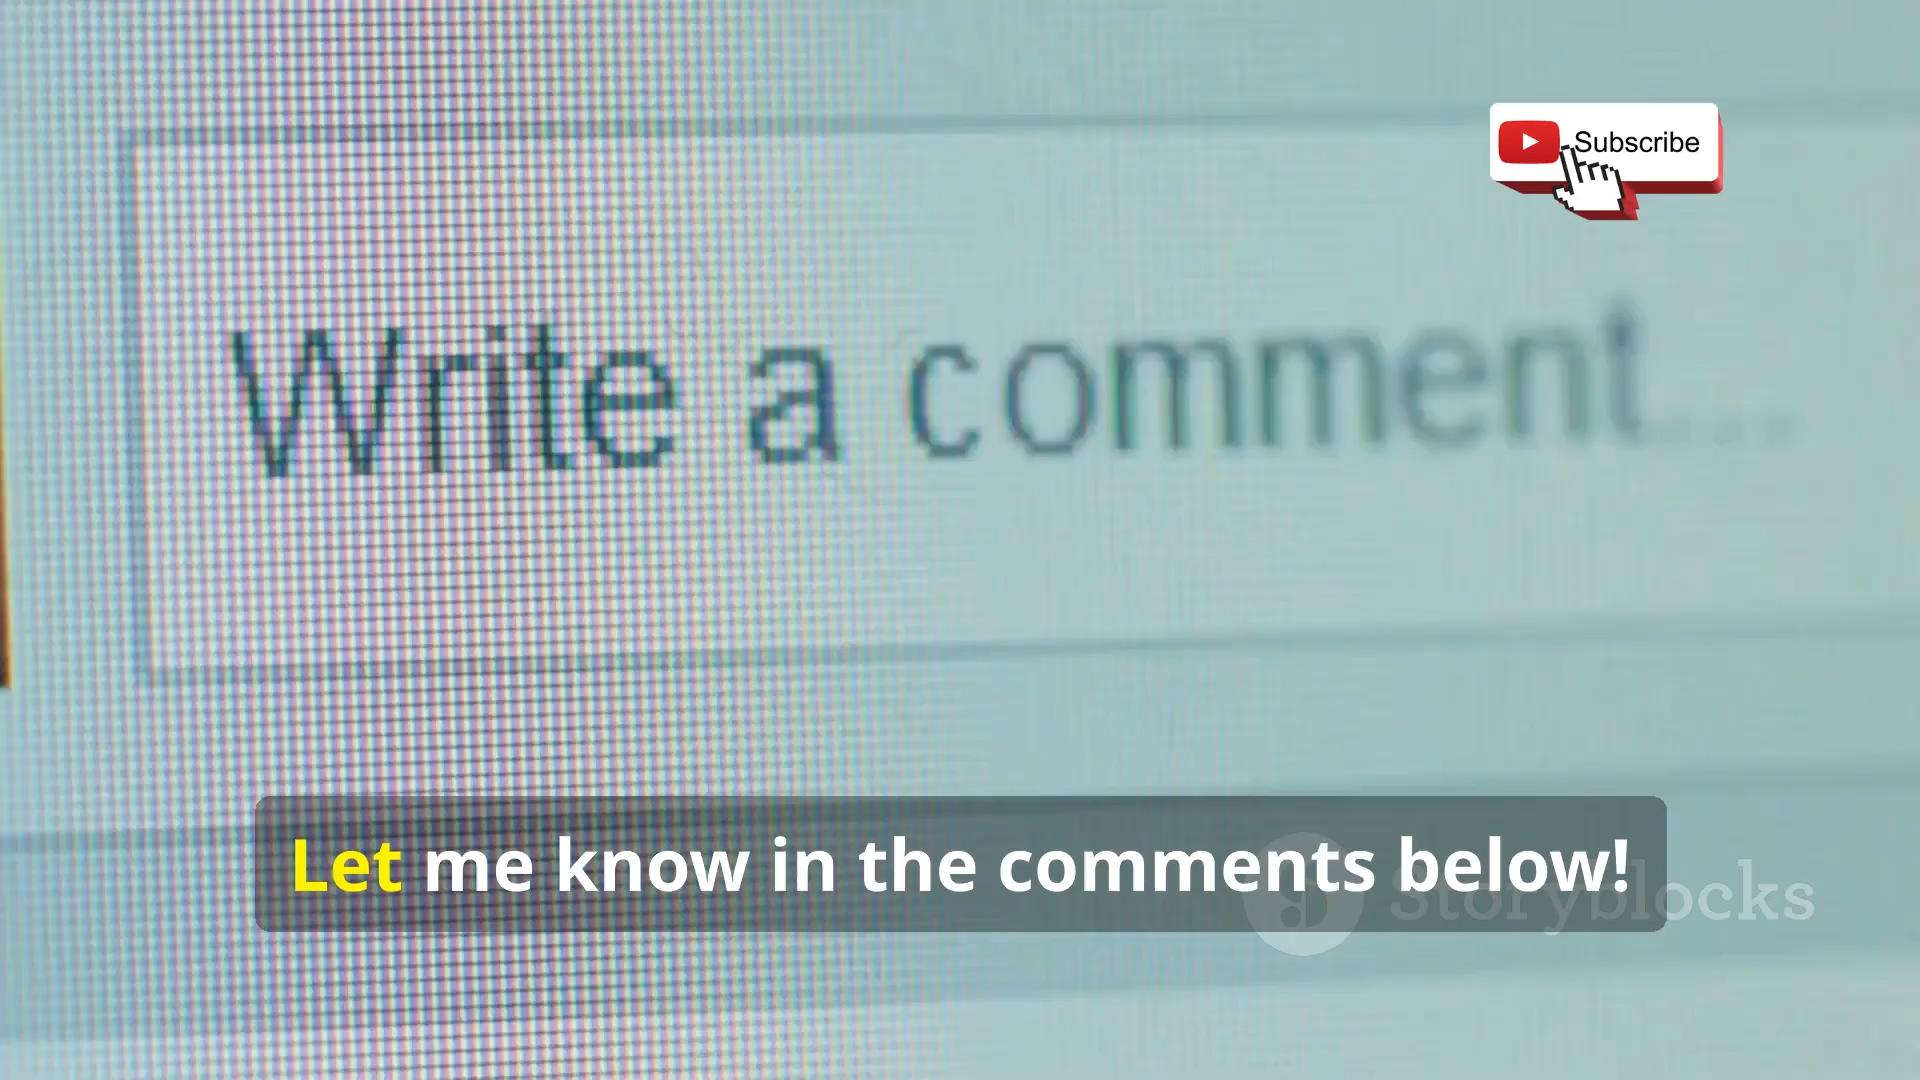 Subscribe
Write a comment...
Let me know in the comments below!
Storyblocks